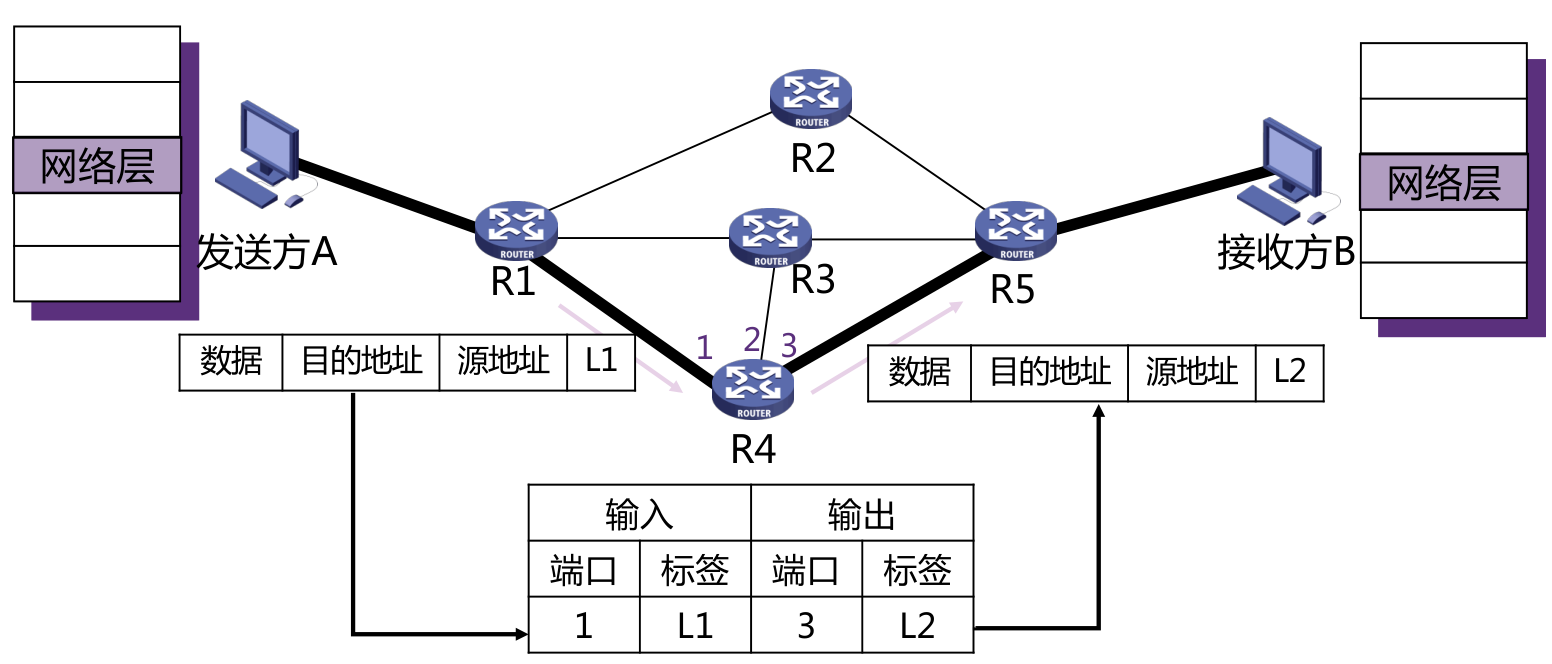 网络层
发送方A
ROUTER
R1
ROUTER
R2
ROUTER
R3
ROUTER
R4
ROUTER
R5
接收方B
网络层
1 2 3
数据 目的地址 源地址 L1
数据 目的地址 源地址 L2
输入 输出
端口 标签 端口 标签
1 L1 3 L2